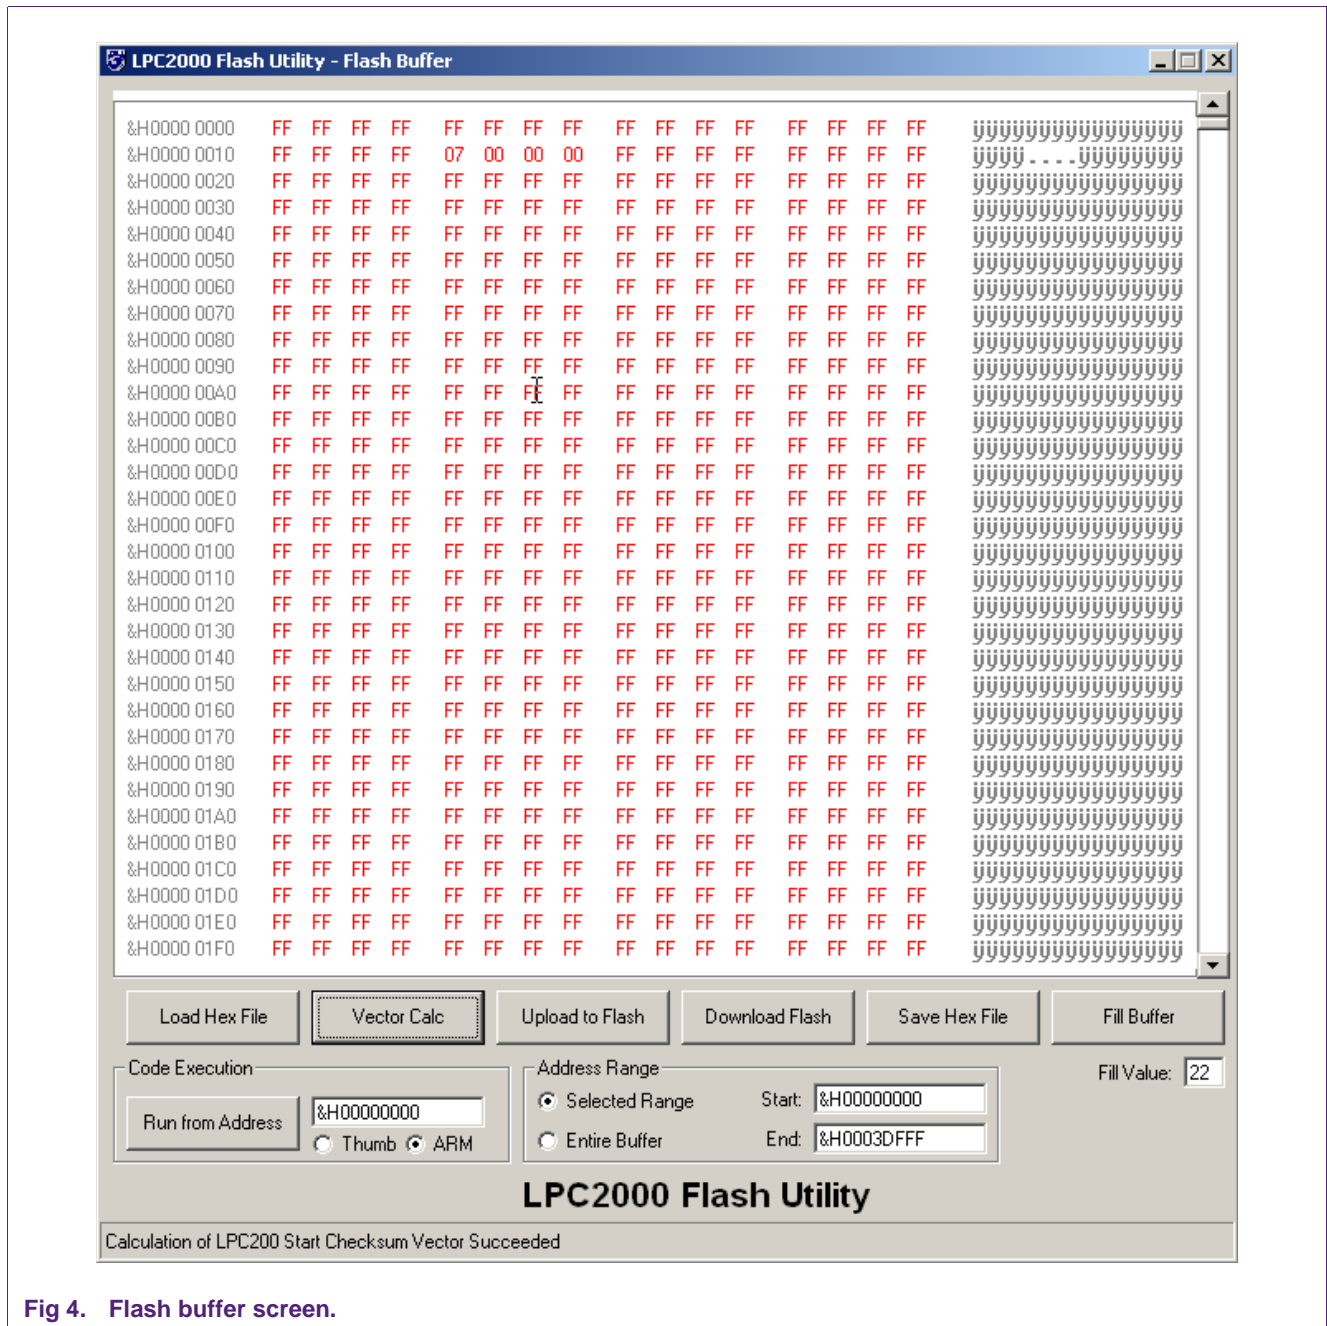 LPC2000 Flash Utility - Flash Buffer
&H0000 0000 FF FF FF FF FF FF FF FF FF FF FF FF FF FF FF FF ÿÿÿÿÿÿÿÿÿÿÿÿÿÿÿÿ
&H0000 0010 FF FF FF FF 07 00 00 00 FF FF FF FF FF FF FF FF ÿÿÿÿ....ÿÿÿÿÿÿÿÿ
&H0000 0020 FF FF FF FF FF FF FF FF FF FF FF FF FF FF FF FF ÿÿÿÿÿÿÿÿÿÿÿÿÿÿÿÿ
&H0000 0030 FF FF FF FF FF FF FF FF FF FF FF FF FF FF FF FF ÿÿÿÿÿÿÿÿÿÿÿÿÿÿÿÿ
&H0000 0040 FF FF FF FF FF FF FF FF FF FF FF FF FF FF FF FF ÿÿÿÿÿÿÿÿÿÿÿÿÿÿÿÿ
&H0000 0050 FF FF FF FF FF FF FF FF FF FF FF FF FF FF FF FF ÿÿÿÿÿÿÿÿÿÿÿÿÿÿÿÿ
&H0000 0060 FF FF FF FF FF FF FF FF FF FF FF FF FF FF FF FF ÿÿÿÿÿÿÿÿÿÿÿÿÿÿÿÿ
&H0000 0070 FF FF FF FF FF FF FF FF FF FF FF FF FF FF FF FF ÿÿÿÿÿÿÿÿÿÿÿÿÿÿÿÿ
&H0000 0080 FF FF FF FF FF FF FF FF FF FF FF FF FF FF FF FF ÿÿÿÿÿÿÿÿÿÿÿÿÿÿÿÿ
&H0000 0090 FF FF FF FF FF FF FF FF FF FF FF FF FF FF FF FF ÿÿÿÿÿÿÿÿÿÿÿÿÿÿÿÿ
&H0000 00A0 FF FF FF FF FF FF FF FF FF FF FF FF FF FF FF FF ÿÿÿÿÿÿÿÿÿÿÿÿÿÿÿÿ
&H0000 00B0 FF FF FF FF FF FF FF FF FF FF FF FF FF FF FF FF ÿÿÿÿÿÿÿÿÿÿÿÿÿÿÿÿ
&H0000 00C0 FF FF FF FF FF FF FF FF FF FF FF FF FF FF FF FF ÿÿÿÿÿÿÿÿÿÿÿÿÿÿÿÿ
&H0000 00D0 FF FF FF FF FF FF FF FF FF FF FF FF FF FF FF FF ÿÿÿÿÿÿÿÿÿÿÿÿÿÿÿÿ
&H0000 00E0 FF FF FF FF FF FF FF FF FF FF FF FF FF FF FF FF ÿÿÿÿÿÿÿÿÿÿÿÿÿÿÿÿ
&H0000 00F0 FF FF FF FF FF FF FF FF FF FF FF FF FF FF FF FF ÿÿÿÿÿÿÿÿÿÿÿÿÿÿÿÿ
&H0000 0100 FF FF FF FF FF FF FF FF FF FF FF FF FF FF FF FF ÿÿÿÿÿÿÿÿÿÿÿÿÿÿÿÿ
&H0000 0110 FF FF FF FF FF FF FF FF FF FF FF FF FF FF FF FF ÿÿÿÿÿÿÿÿÿÿÿÿÿÿÿÿ
&H0000 0120 FF FF FF FF FF FF FF FF FF FF FF FF FF FF FF FF ÿÿÿÿÿÿÿÿÿÿÿÿÿÿÿÿ
&H0000 0130 FF FF FF FF FF FF FF FF FF FF FF FF FF FF FF FF ÿÿÿÿÿÿÿÿÿÿÿÿÿÿÿÿ
&H0000 0140 FF FF FF FF FF FF FF FF FF FF FF FF FF FF FF FF ÿÿÿÿÿÿÿÿÿÿÿÿÿÿÿÿ
&H0000 0150 FF FF FF FF FF FF FF FF FF FF FF FF FF FF FF FF ÿÿÿÿÿÿÿÿÿÿÿÿÿÿÿÿ
&H0000 0160 FF FF FF FF FF FF FF FF FF FF FF FF FF FF FF FF ÿÿÿÿÿÿÿÿÿÿÿÿÿÿÿÿ
&H0000 0170 FF FF FF FF FF FF FF FF FF FF FF FF FF FF FF FF ÿÿÿÿÿÿÿÿÿÿÿÿÿÿÿÿ
&H0000 0180 FF FF FF FF FF FF FF FF FF FF FF FF FF FF FF FF ÿÿÿÿÿÿÿÿÿÿÿÿÿÿÿÿ
&H0000 0190 FF FF FF FF FF FF FF FF FF FF FF FF FF FF FF FF ÿÿÿÿÿÿÿÿÿÿÿÿÿÿÿÿ
&H0000 01A0 FF FF FF FF FF FF FF FF FF FF FF FF FF FF FF FF ÿÿÿÿÿÿÿÿÿÿÿÿÿÿÿÿ
&H0000 01B0 FF FF FF FF FF FF FF FF FF FF FF FF FF FF FF FF ÿÿÿÿÿÿÿÿÿÿÿÿÿÿÿÿ
&H0000 01C0 FF FF FF FF FF FF FF FF FF FF FF FF FF FF FF FF ÿÿÿÿÿÿÿÿÿÿÿÿÿÿÿÿ
&H0000 01D0 FF FF FF FF FF FF FF FF FF FF FF FF FF FF FF FF ÿÿÿÿÿÿÿÿÿÿÿÿÿÿÿÿ
&H0000 01E0 FF FF FF FF FF FF FF FF FF FF FF FF FF FF FF FF ÿÿÿÿÿÿÿÿÿÿÿÿÿÿÿÿ
&H0000 01F0 FF FF FF FF FF FF FF FF FF FF FF FF FF FF FF FF ÿÿÿÿÿÿÿÿÿÿÿÿÿÿÿÿ
Load Hex File Vector Calc Upload to Flash Download Flash Save Hex File Fill Buffer
Code Execution Address Range Fill Value: 22
Run from Address &H00000000 Selected Range Start: &H00000000
Thumb ARM Entire Buffer End: &H0003DFFF
LPC2000 Flash Utility
Calculation of LPC200 Start Checksum Vector Succeeded
Fig 4. Flash buffer screen.